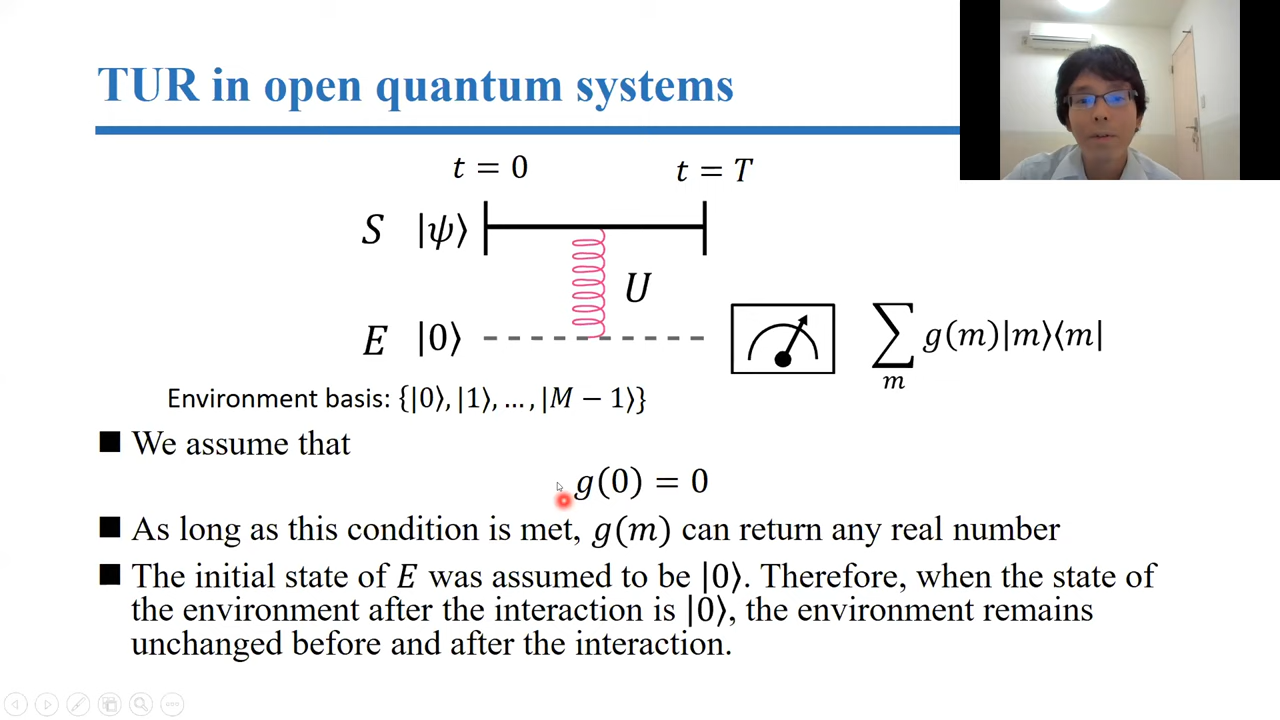 TUR in open quantum systems
t = 0
t = T
S |ψ⟩
U
E |0⟩
∑ g(m)|m⟩⟨m|
m
Environment basis: {|0⟩, |1⟩, …, |M − 1⟩}
■ We assume that
g(0) = 0
■ As long as this condition is met, g(m) can return any real number
■ The initial state of E was assumed to be |0⟩. Therefore, when the state of
the environment after the interaction is |0⟩, the environment remains
unchanged before and after the interaction.